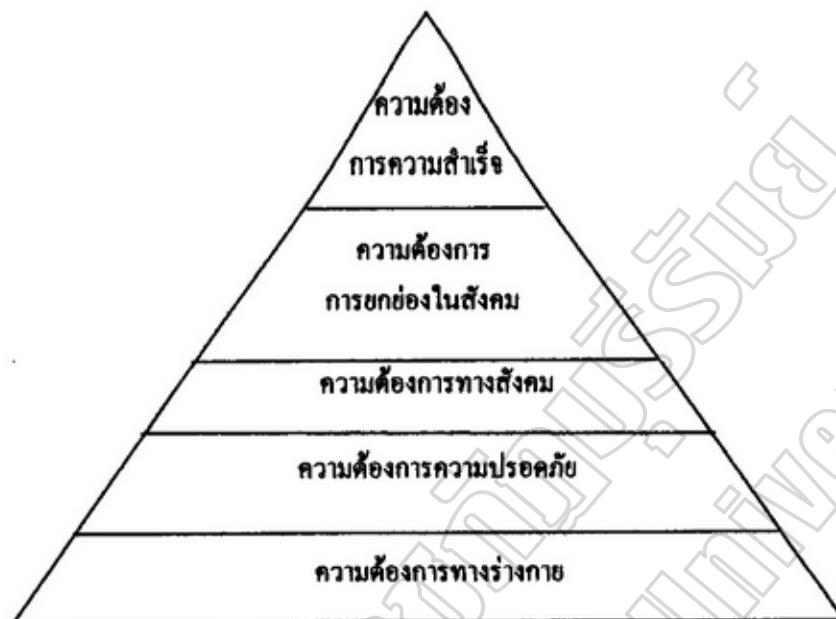 ความต้อง
การความสำเร็จ
ความต้องการ
การยกย่องในสังคม
ความต้องการทางสังคม
ความต้องการความปรอดภัย
ความต้องการทางร่างกาย